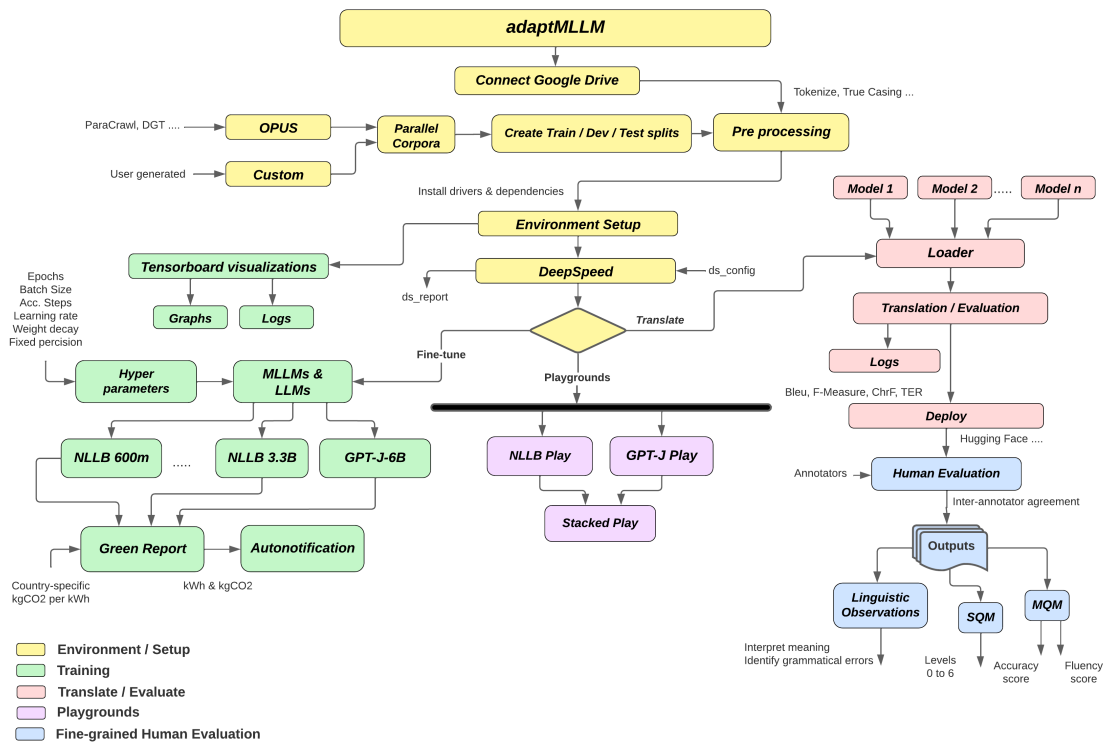 adaptMLLM
Connect Google Drive
Tokenize, True Casing ...
ParaCrawl, DGT ....
OPUS
Parallel
Corpora
Create Train / Dev / Test splits
Pre processing
User generated
Custom
Install drivers & dependencies
Model 1
Model 2
.....
Model n
Environment Setup
Loader
Tensorboard visualizations
DeepSpeed
ds_config
ds_report
Graphs
Logs
Epochs
Batch Size
Acc. Steps
Learning rate
Weight decay
Fixed percision
Translate
Translation / Evaluation
Fine-tune
Logs
Hyper
parameters
MLLMs &
LLMs
Playgrounds
Bleu, F-Measure, ChrF, TER
Deploy
Hugging Face ....
NLLB 600m
.....
NLLB 3.3B
GPT-J-6B
NLLB Play
GPT-J Play
Annotators
Human Evaluation
Inter-annotator agreement
Stacked Play
Green Report
Autonotification
Outputs
Country-specific
kgCO2 per kWh
kWh & kgCO2
Linguistic
Observations
SQM
MQM
Interpret meaning
Identify grammatical errors
Levels
0 to 6
Accuracy
score
Fluency
score
Environment / Setup
Training
Translate / Evaluate
Playgrounds
Fine-grained Human Evaluation